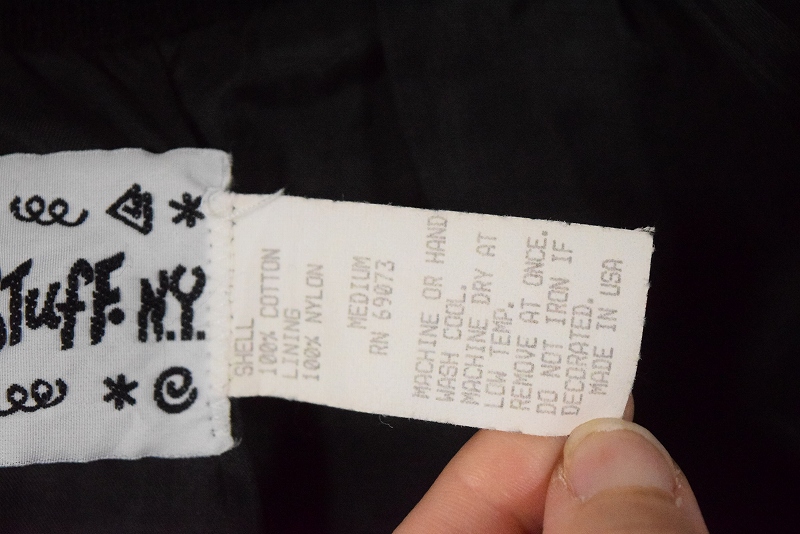 Stuff.
N.Y.C
SHELL
100% COTTON
LINING
100% NYLON
MEDIUM
RN 69073
MACHINE OR HAND
WASH COOL.
MACHINE DRY AT
LOW TEMP.
REMOVE AT ONCE.
DO NOT IRON IF
DECORATED.
MADE IN USA